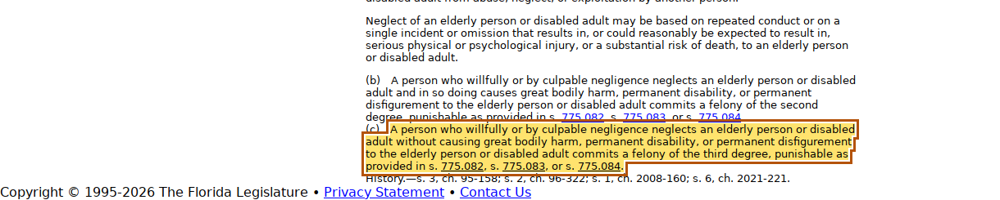 disabled adult from abuse, neglect, or exploitation by another person.
Neglect of an elderly person or disabled adult may be based on repeated conduct or on a
single incident or omission that results in, or could reasonably be expected to result in,
serious physical or psychological injury, or a substantial risk of death, to an elderly person
or disabled adult.
(b) A person who willfully or by culpable negligence neglects an elderly person or disabled
adult and in so doing causes great bodily harm, permanent disability, or permanent
disfigurement to the elderly person or disabled adult commits a felony of the second
degree, punishable as provided in s. 775.082, s. 775.083, or s. 775.084.
(c) A person who willfully or by culpable negligence neglects an elderly person or disabled
adult without causing great bodily harm, permanent disability, or permanent disfigurement
to the elderly person or disabled adult commits a felony of the third degree, punishable as
provided in s. 775.082, s. 775.083, or s. 775.084.
History.—s. 3, ch. 95-158; s. 2, ch. 96-322; s. 1, ch. 2008-160; s. 6, ch. 2021-221.
Copyright © 1995-2026 The Florida Legislature • Privacy Statement • Contact Us